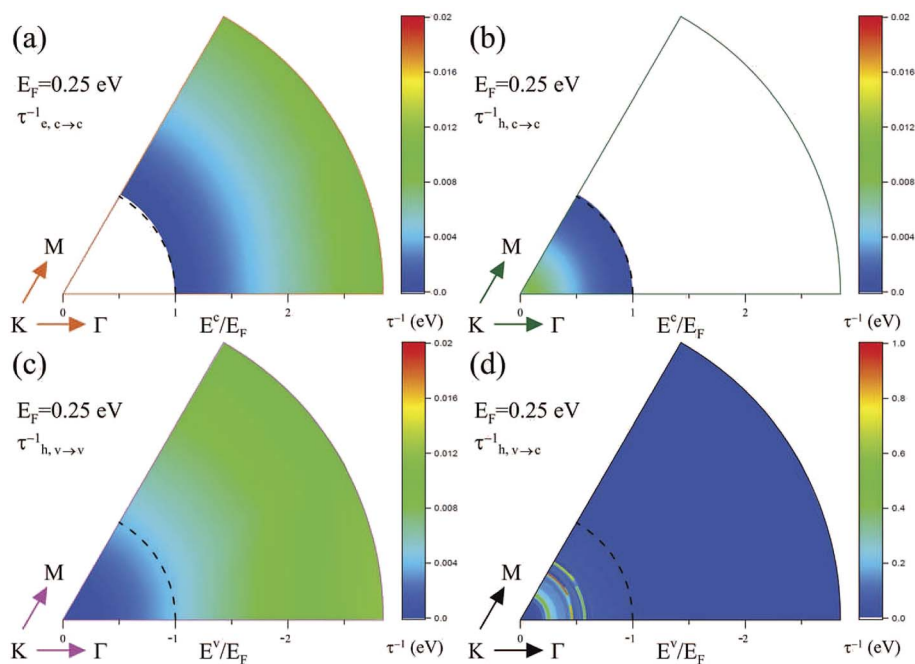 (a)
E_F=0.25 eV
τ⁻¹_e, c→c
M
K
Γ
0
1
2
E^c/E_F
0.02
0.016
0.012
0.008
0.004
0.0
τ⁻¹ (eV)
(b)
E_F=0.25 eV
τ⁻¹_h, c→c
M
K
Γ
0
1
2
E^c/E_F
0.02
0.016
0.012
0.008
0.004
0.0
τ⁻¹ (eV)
(c)
E_F=0.25 eV
τ⁻¹_h, v→v
M
K
Γ
0
-1
-2
E^v/E_F
0.02
0.016
0.012
0.008
0.004
0.0
τ⁻¹ (eV)
(d)
E_F=0.25 eV
τ⁻¹_h, v→c
M
K
Γ
0
-1
-2
E^v/E_F
1.0
0.8
0.6
0.4
0.2
0.0
τ⁻¹ (eV)